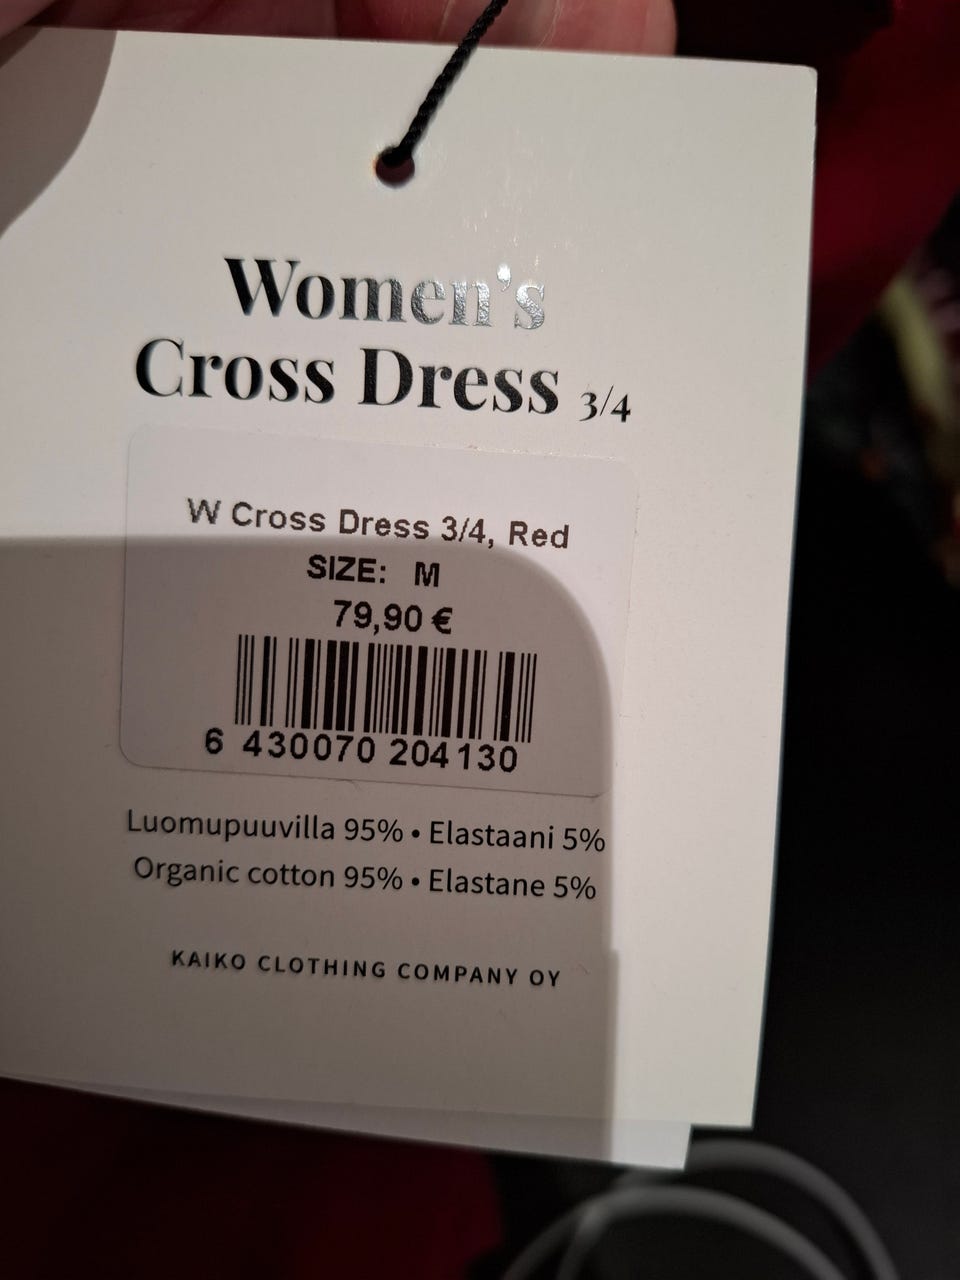 Women's
Cross Dress 3/4
W Cross Dress 3/4, Red
SIZE: M
79,90 €
6 430070 204130
Luomupuuvilla 95% • Elastaani 5%
Organic cotton 95% • Elastane 5%
KAIKO CLOTHING COMPANY OY